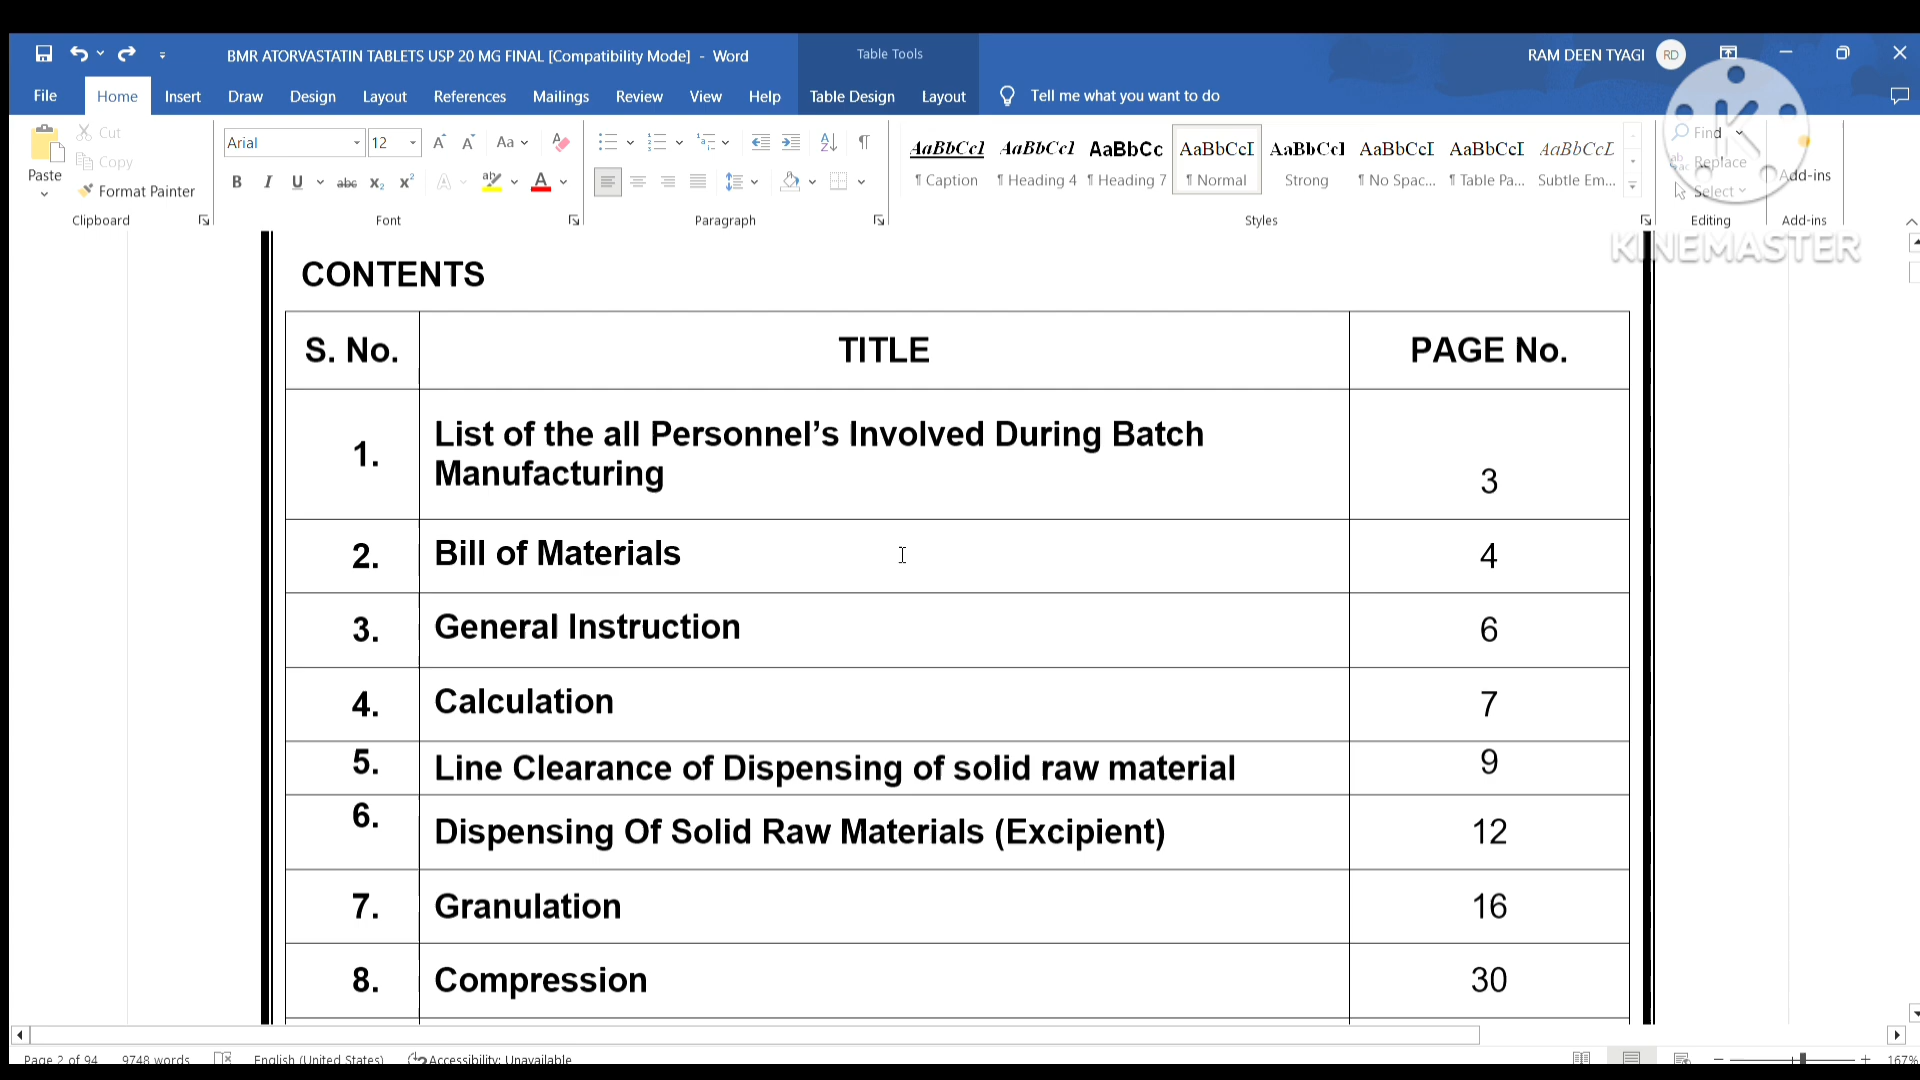 BMR ATORVASTATIN TABLETS USP 20 MG FINAL [Compatibility Mode] - Word
Table Tools
RAM DEEN TYAGI RD
File Home Insert Draw Design Layout References Mailings Review View Help Table Design Layout Tell me what you want to do
Paste
Cut
Copy
Format Painter
Clipboard
Arial 12
Font
Paragraph
AaBbCcI AaBbCcI AaBbCc AaBbCcI AaBbCcI AaBbCcI AaBbCcI AaBbCcI
¶ Caption ¶ Heading 4 ¶ Heading 7 ¶ Normal Strong ¶ No Spac... ¶ Table Pa... Subtle Em...
Styles
Find
Replace
Select
Editing
Add-ins
Add-ins
KINEMASTER
CONTENTS
S. No. TITLE PAGE No.
1. List of the all Personnel’s Involved During Batch
Manufacturing 3
2. Bill of Materials 4
3. General Instruction 6
4. Calculation 7
5. Line Clearance of Dispensing of solid raw material 9
6. Dispensing Of Solid Raw Materials (Excipient) 12
7. Granulation 16
8. Compression 30
Page 2 of 94 9748 words English (United States) Accessibility: Unavailable 167%